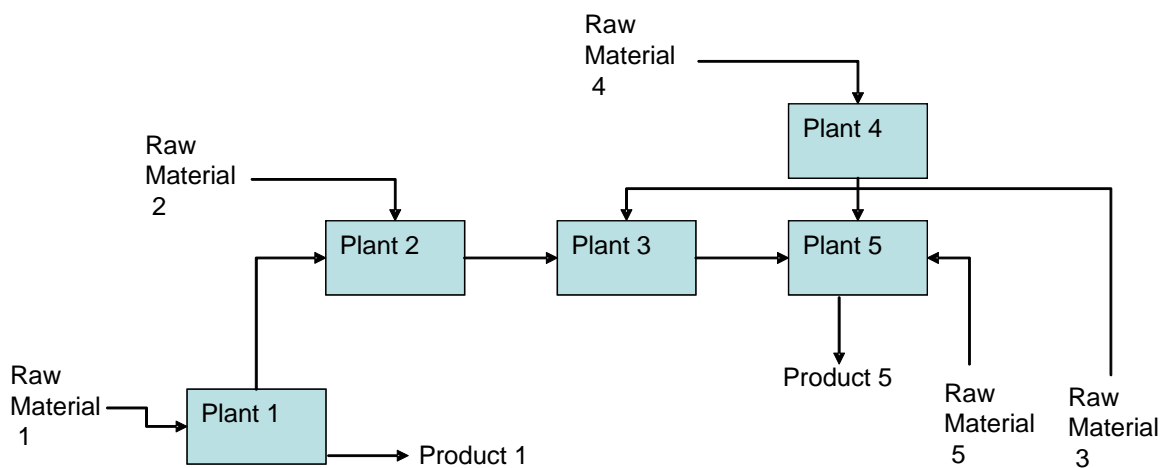 Raw
Material
4
Plant 4
Raw
Material
2
Plant 2
Plant 3
Plant 5
Raw
Material
1
Plant 1
Product 1
Product 5
Raw
Material
5
Raw
Material
3